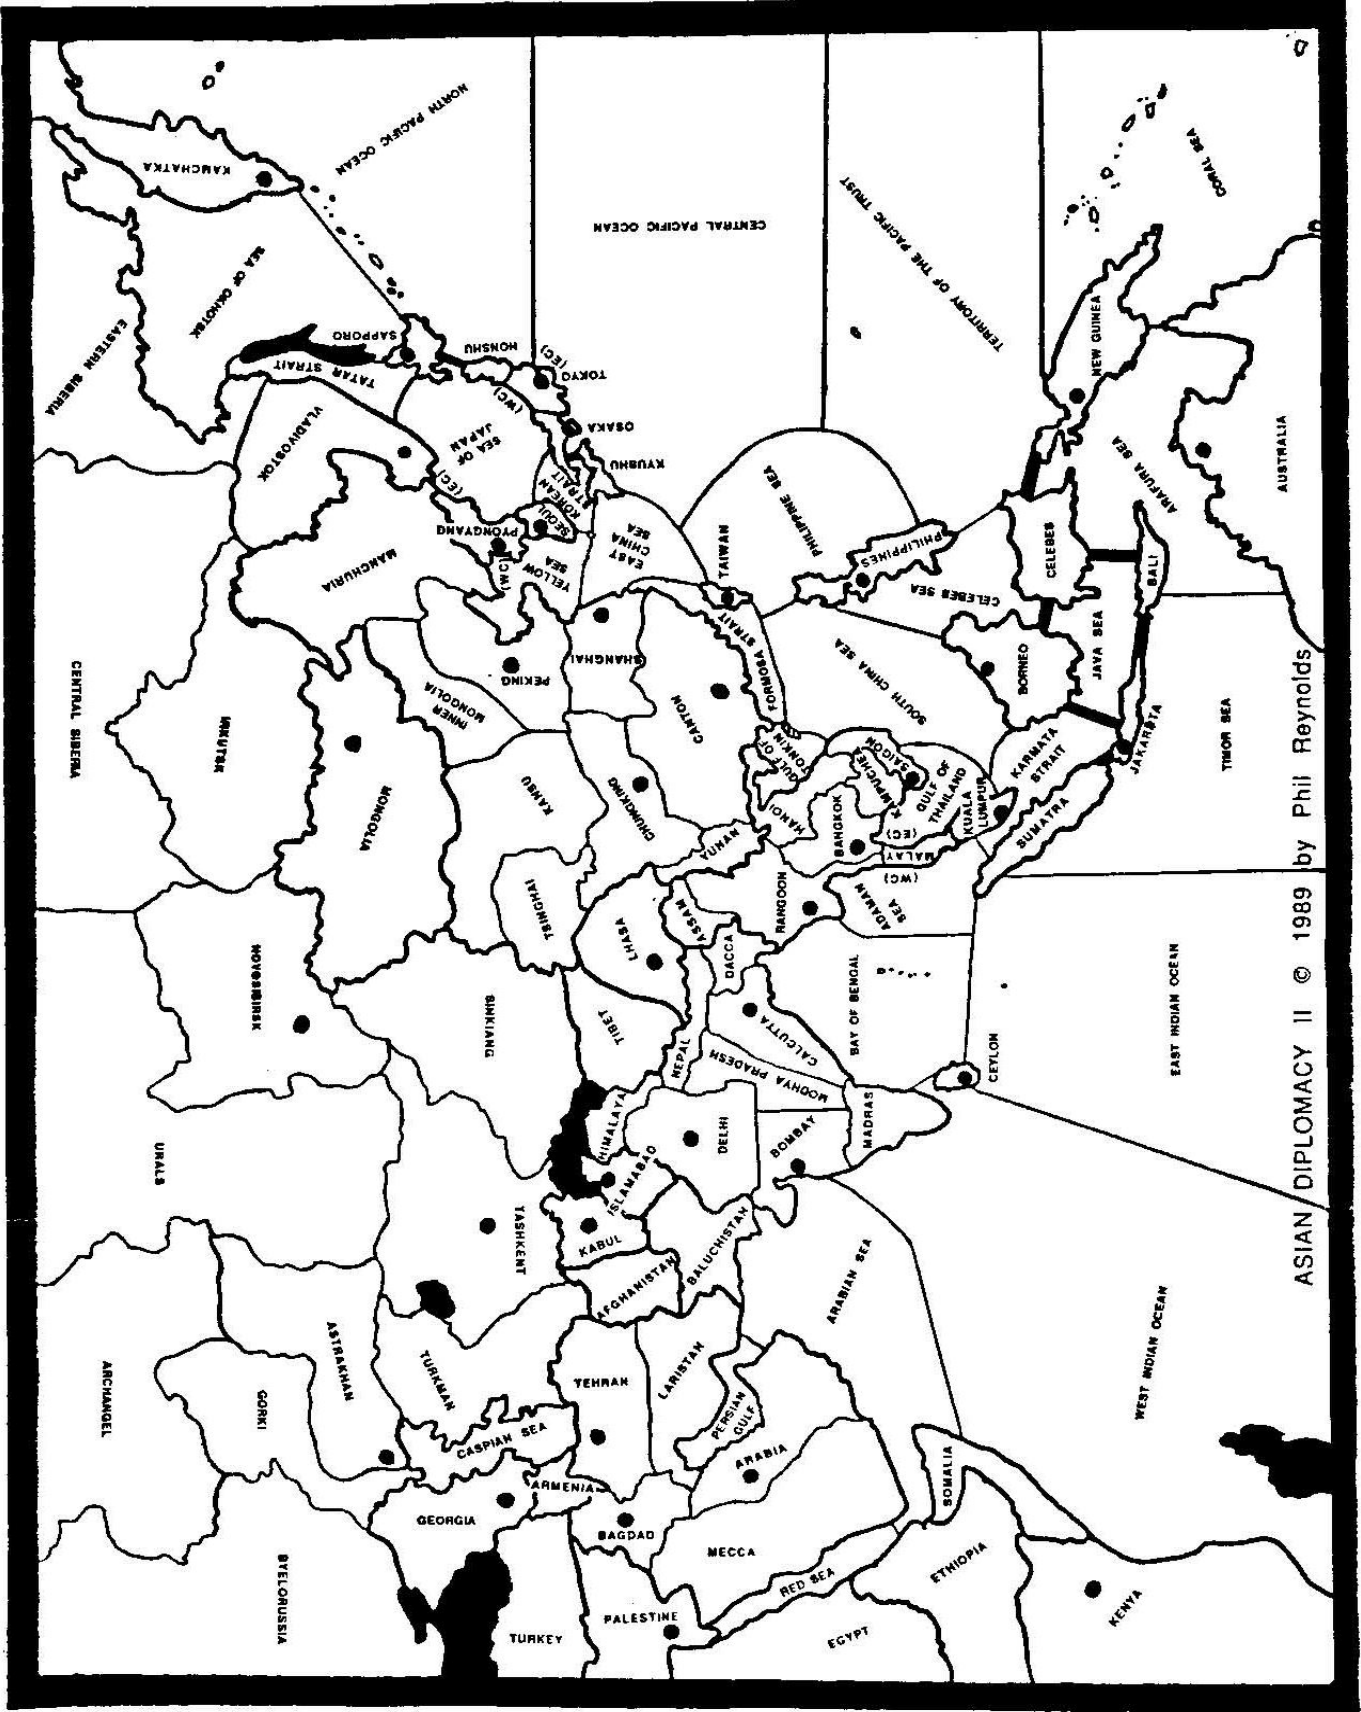 NORTH PACIFIC OCEAN
KAMCHATKA
CORAL SEA
CENTRAL PACIFIC OCEAN
TERRITORY OF THE PACIFIC TRUST
SEA OF OKHOTSK
EASTERN SIBERIA
SAPPORO
HONSHU
TATAR STRAIT
(EC)
TOKYO
(WC)
NEW GUINEA
VLADIVOSTOK
SEA OF
JAPAN
OSAKA
KYUSHU
(EC)
KOREAN
STRAIT
SEOUL
PYONGYANG
(WC)
YELLOW
SEA
EAST
CHINA
SEA
TAIWAN
PHILIPPINE SEA
PHILIPPINES
CELEBES
CELEBES SEA
ARAFURA SEA
AUSTRALIA
BALI
MANCHURIA
CENTRAL SIBERIA
IRKUTSK
MONGOLIA
INNER
MONGOLIA
PEKING
SHANGHAI
CANTON
FORMOSA STRAIT
SOUTH CHINA SEA
BORNEO
JAVA SEA
JAKARTA
TIMOR SEA
KARMATA
STRAIT
GULF OF
TONKIN
SAIGON
KAMPUCHEA
GULF OF
THAILAND
KUALA
LUMPUR
SUMATRA
KANSU
CHUNGKING
YUNAN
HANOI
BANGKOK
(EC)
MALAY
(WC)
TSINGHAI
LHASA
ASSAM
RANGOON
ADAMAN
SEA
DACCA
NOVOSIBIRSK
SINKIANG
TIBET
NEPAL
CALCUTTA
MODHYA PRADESH
BAY OF BENGAL
CEYLON
EAST INDIAN OCEAN
URALS
TASHKENT
HIMALAYA
ISLAMABAD
KABUL
DELHI
BOMBAY
MADRAS
AFGHANISTAN
BALUCHISTAN
ARABIAN SEA
WEST INDIAN OCEAN
ARCHANGEL
GORKI
ASTRAKHAN
TURKMAN
CASPIAN SEA
TEHRAN
LARISTAN
PERSIAN
GULF
ARABIA
SOMALIA
BYELORUSSIA
GEORGIA
ARMENIA
BAGDAD
MECCA
RED SEA
ETHIOPIA
KENYA
TURKEY
PALESTINE
EGYPT
ASIAN DIPLOMACY II © 1989 by Phil Reynolds